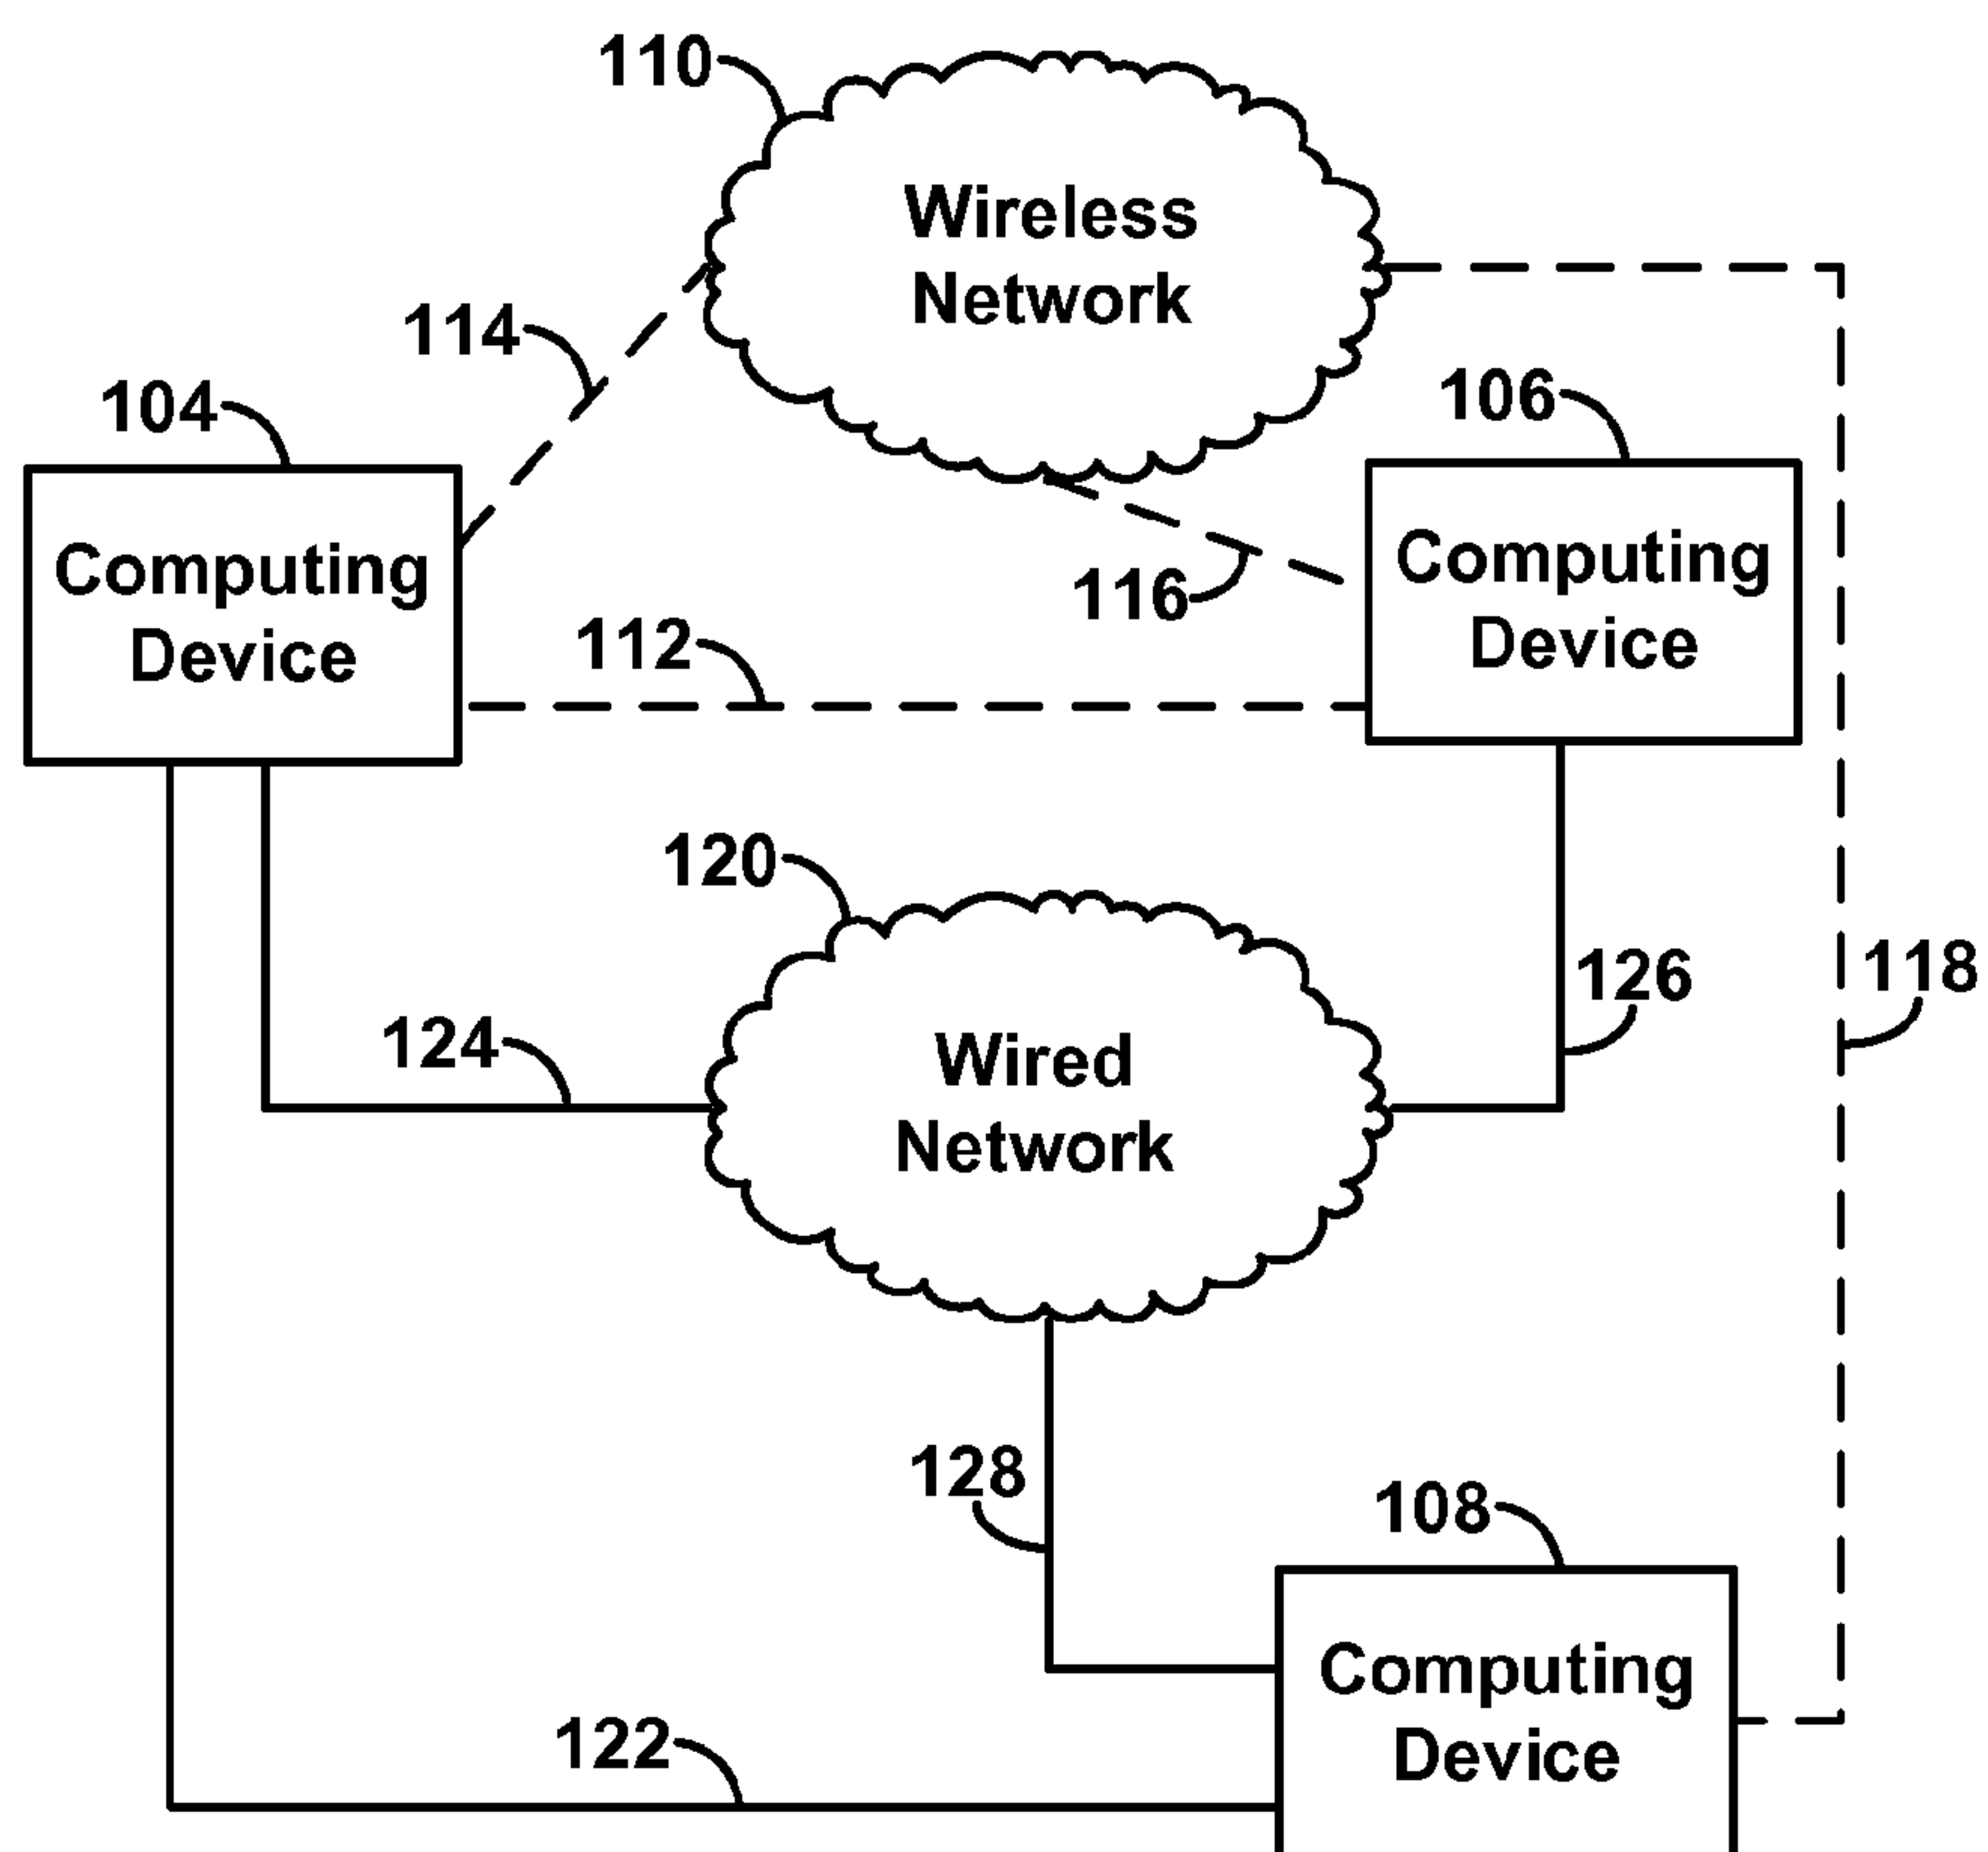 110
Wireless
Network
114
104
106
Computing
Device
Computing
Device
116
112
120
126
118
124
Wired
Network
128
108
Computing
Device
122